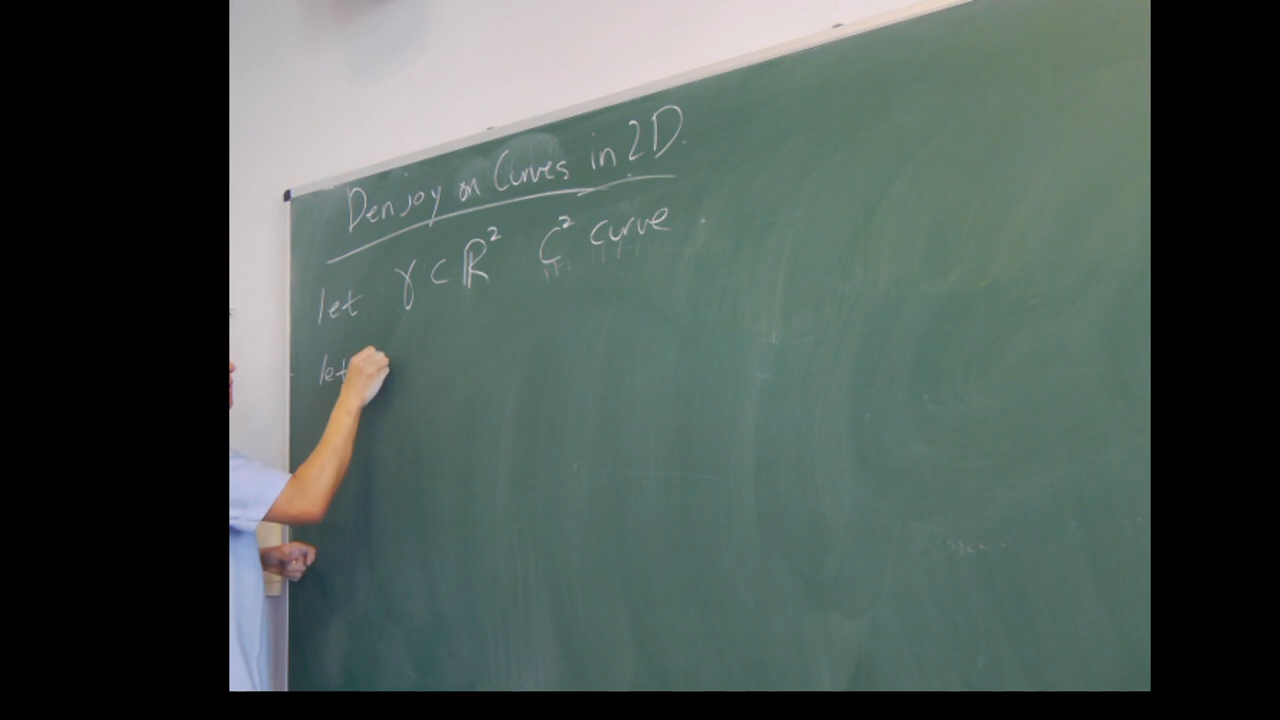 Denjoy on Curves in 2D.
let γ ⊂ ℝ² C² curve
let